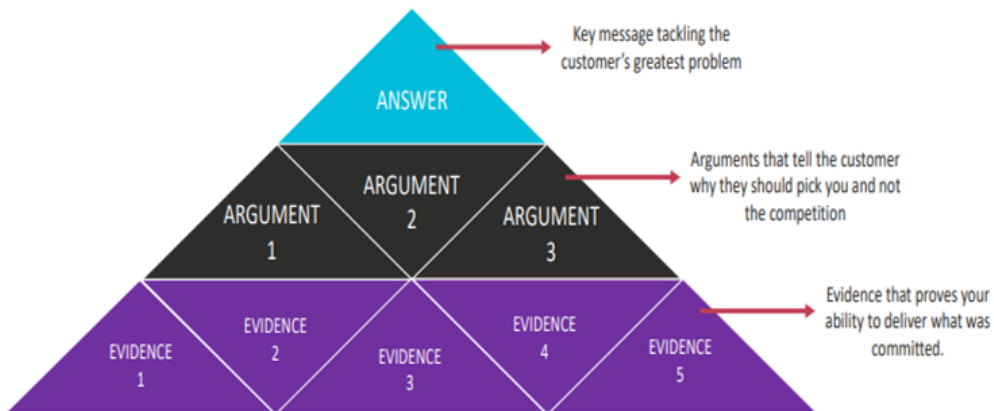 Key message tackling the
customer's greatest problem
ANSWER
Arguments that tell the customer
why they should pick you and not
the competition
ARGUMENT
1
ARGUMENT
2
ARGUMENT
3
Evidence that proves your
ability to deliver what was
committed.
EVIDENCE
1
EVIDENCE
2
EVIDENCE
3
EVIDENCE
4
EVIDENCE
5